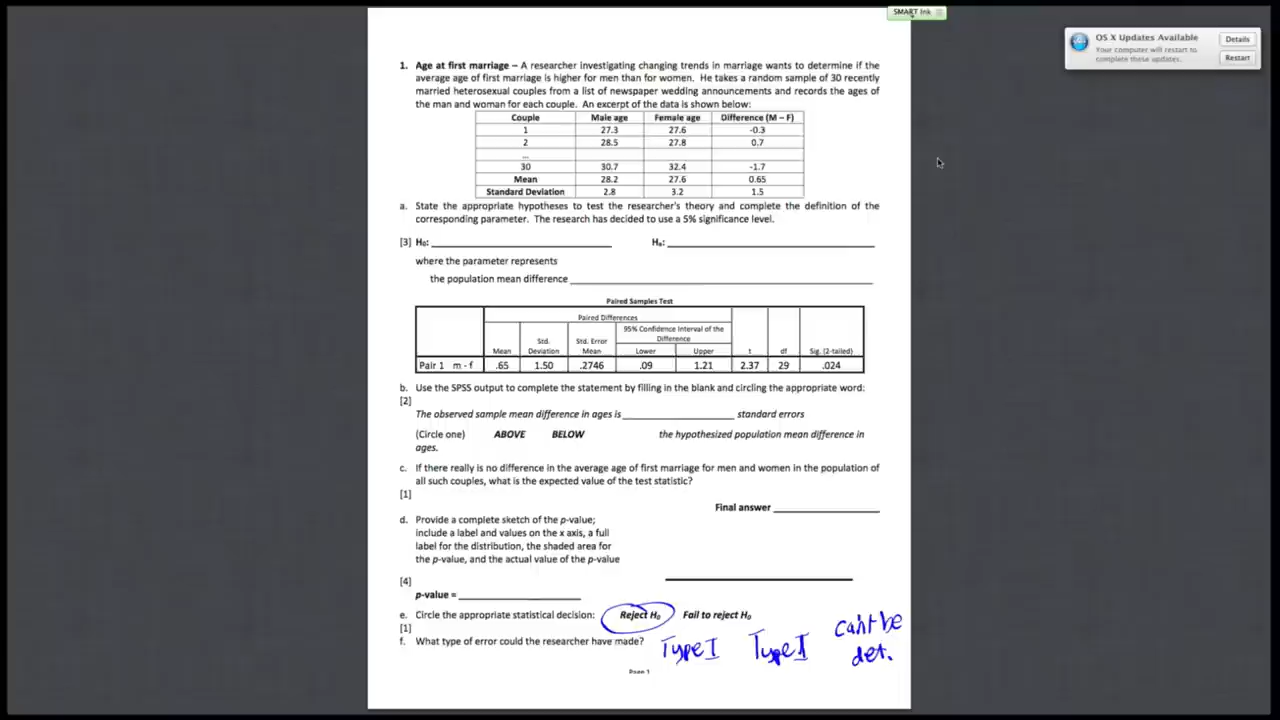 SMART Ink
OS X Updates Available
Your computer will restart to
complete these updates.
Details
Restart
1. Age at first marriage – A researcher investigating changing trends in marriage wants to determine if the
average age of first marriage is higher for men than for women. He takes a random sample of 30 recently
married heterosexual couples from a list of newspaper wedding announcements and records the ages of
the man and woman for each couple. An excerpt of the data is shown below:
Couple Male age Female age Difference (M – F)
1 27.3 27.6 -0.3
2 28.5 27.8 0.7
...
30 30.7 32.4 -1.7
Mean 28.2 27.6 0.65
Standard Deviation 2.8 3.2 1.5
a. State the appropriate hypotheses to test the researcher's theory and complete the definition of the
corresponding parameter. The research has decided to use a 5% significance level.
[3] H₀: ____________ Hₐ: ____________
where the parameter represents
the population mean difference ____________
Paired Samples Test
Paired Differences
95% Confidence Interval of the
Difference
Mean Std. Deviation Std. Error Mean Lower Upper t df Sig. (2-tailed)
Pair 1 m - f .65 1.50 .2746 .09 1.21 2.37 29 .024
b. Use the SPSS output to complete the statement by filling in the blank and circling the appropriate word:
[2]
The observed sample mean difference in ages is ____________ standard errors
(Circle one) ABOVE BELOW the hypothesized population mean difference in
ages.
c. If there really is no difference in the average age of first marriage for men and women in the population of
all such couples, what is the expected value of the test statistic?
[1]
Final answer ____________
d. Provide a complete sketch of the p-value;
include a label and values on the x axis, a full
label for the distribution, the shaded area for
the p-value, and the actual value of the p-value
[4]
p-value = ____________
e. Circle the appropriate statistical decision: Reject H₀ Fail to reject H₀
[1]
f. What type of error could the researcher have made? Type I Type II can't be
det.
Page 1